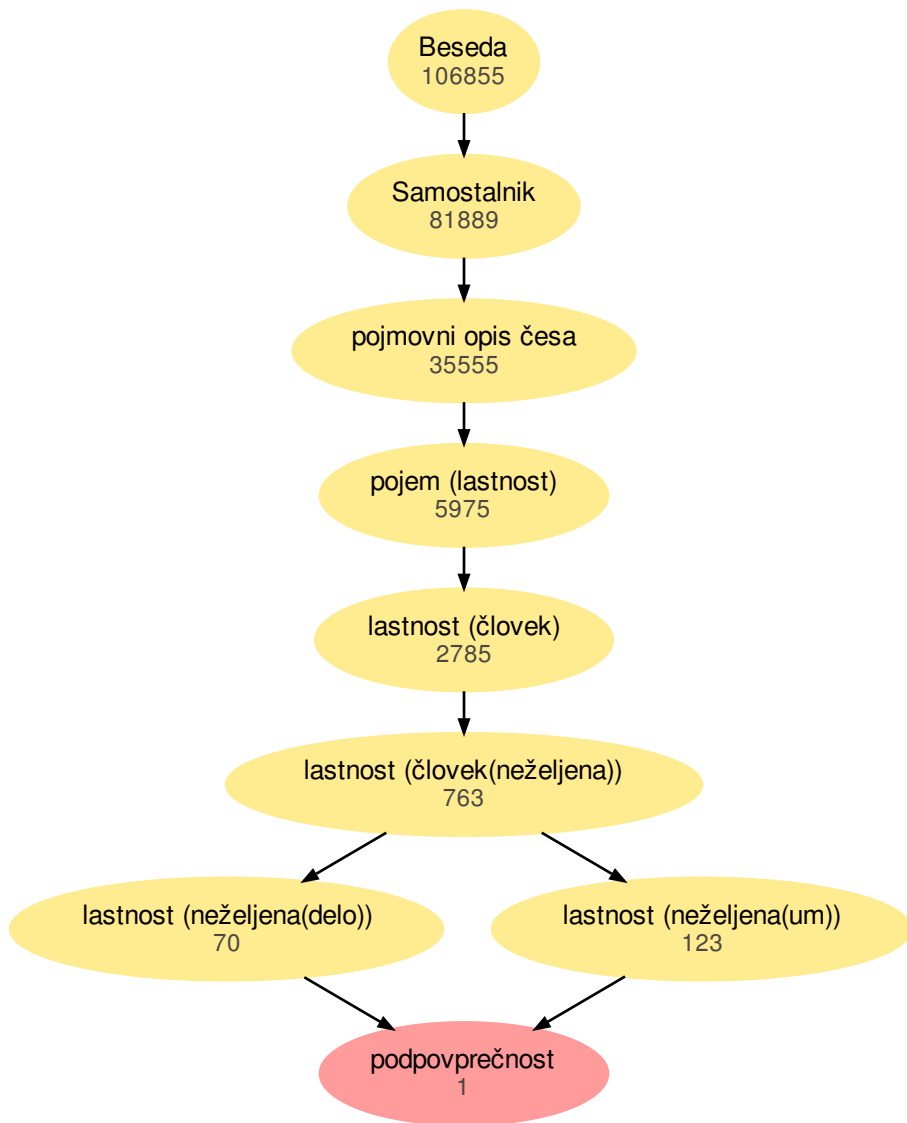 Beseda
106855
Samostalnik
81889
pojmovni opis česa
35555
pojem (lastnost)
5975
lastnost (človek)
2785
lastnost (človek(neželjena))
763
lastnost (neželjena(delo))
70
lastnost (neželjena(um))
123
podpovprečnost
1